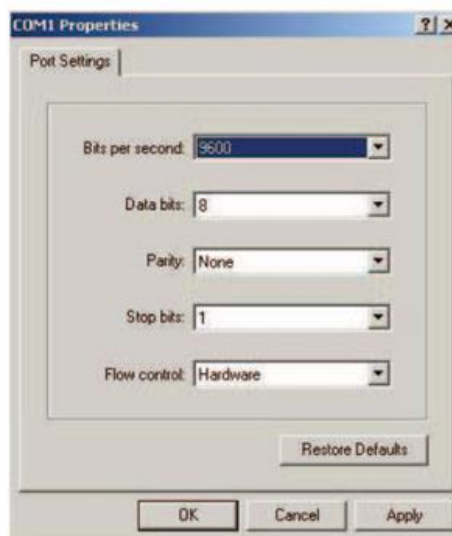 COM1 Properties
Port Settings
Bits per second: 9600
Data bits: 8
Parity: None
Stop bits: 1
Flow control: Hardware
Restore Defaults
OK Cancel Apply